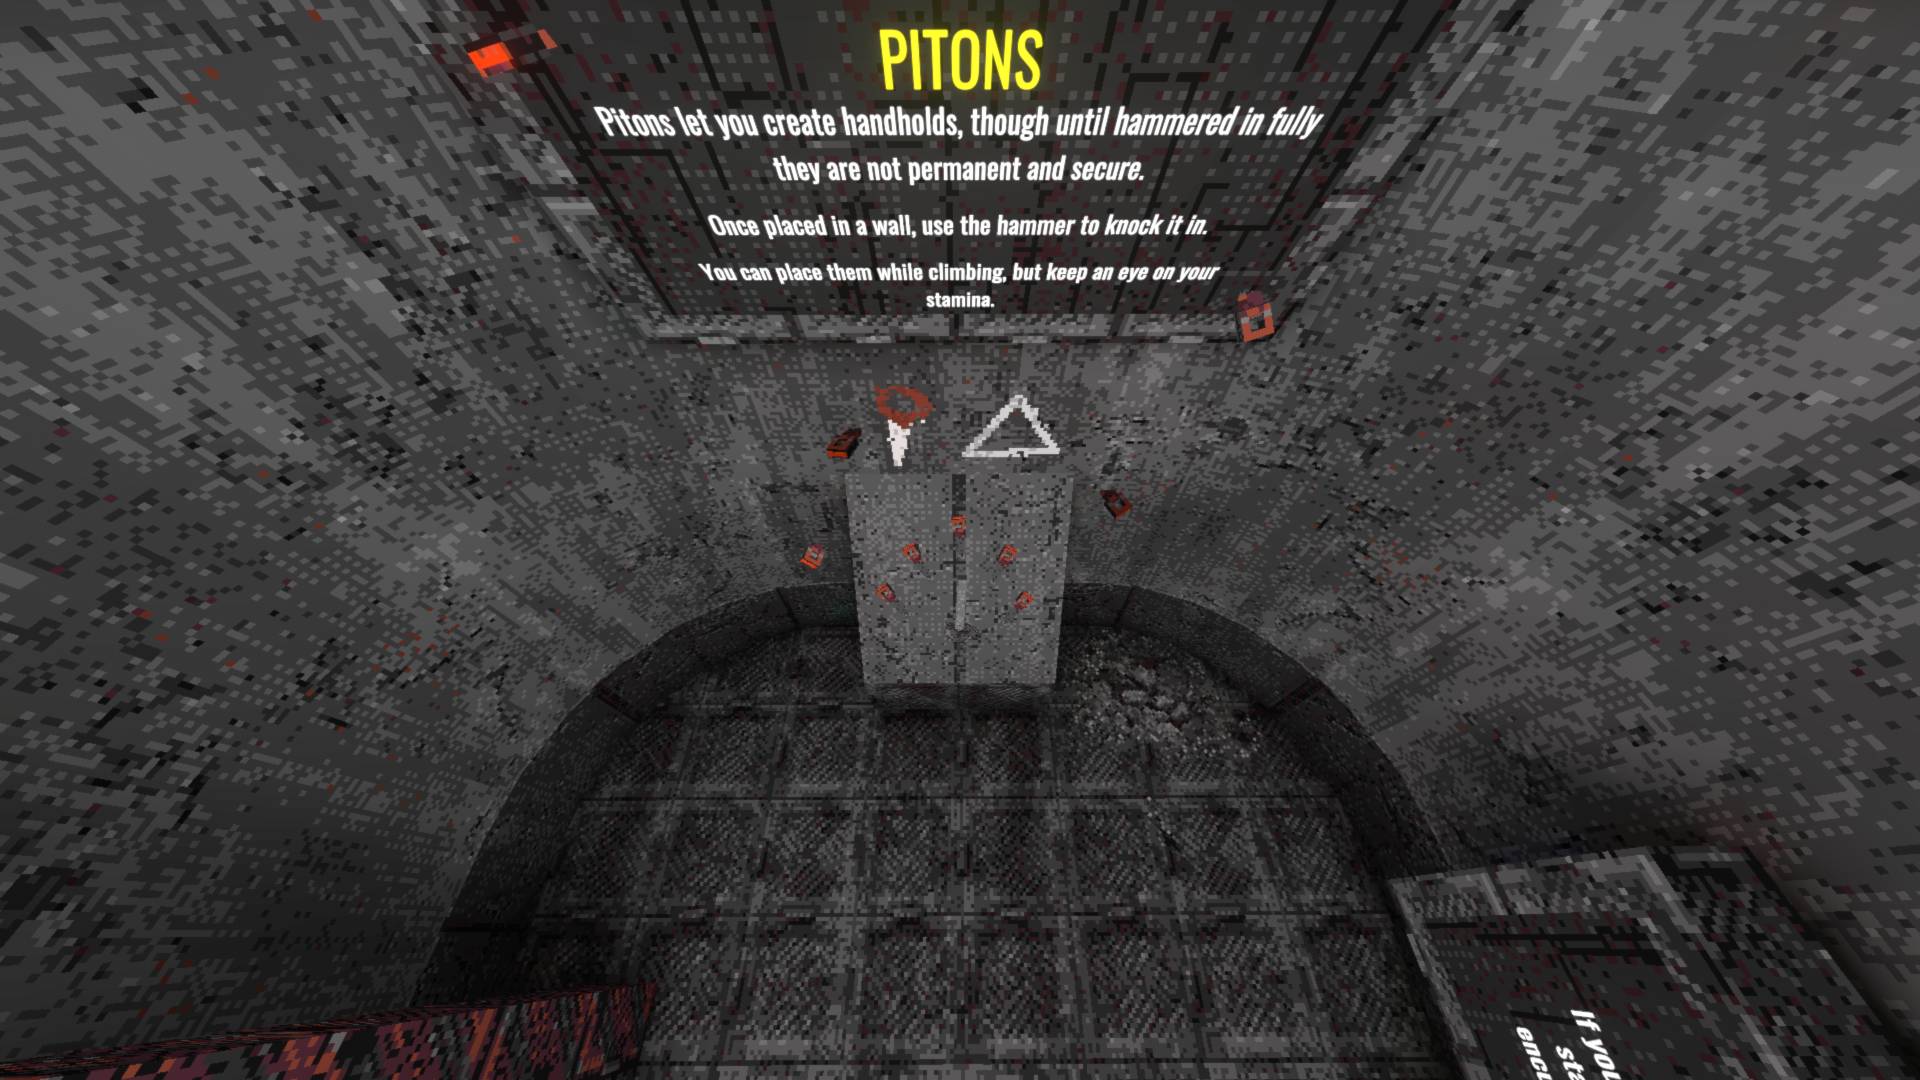 PITONS
Pitons let you create handholds, though until hammered in fully
they are not permanent and secure.
Once placed in a wall, use the hammer to knock it in.
You can place them while climbing, but keep an eye on your
stamina.
If you